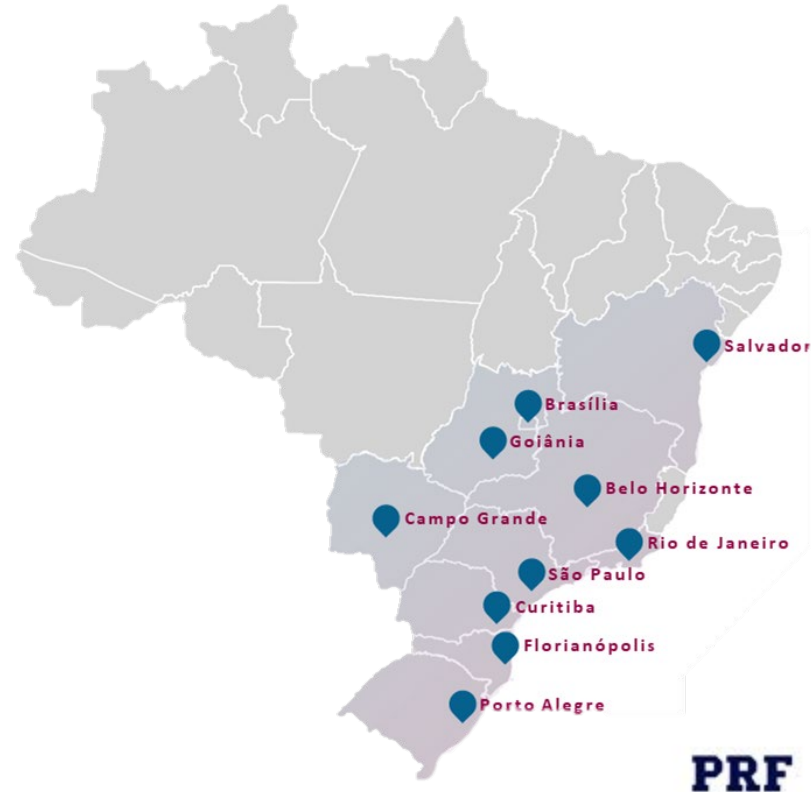 Salvador
Brasília
Goiânia
Belo Horizonte
Campo Grande
Rio de Janeiro
São Paulo
Curitiba
Florianópolis
Porto Alegre
PRF